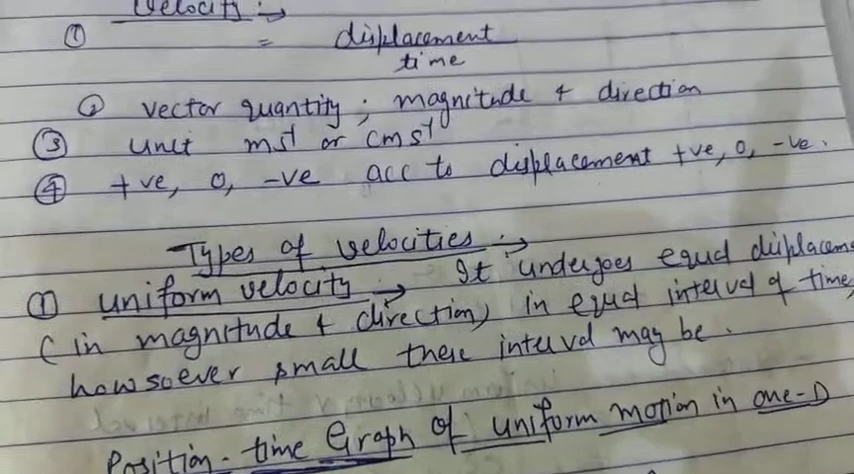 Velocity :→
① = displacement
time
② vector quantity ; magnitude + direction
③ unit ms⁻¹ or cms⁻¹
④ +ve, 0, -ve acc to displacement +ve, 0, -ve.
Types of velocities :→
① uniform velocity → It undergoes equal displacem
(in magnitude + direction) in equal interval of time,
howsoever small these interval may be.
Position - time Graph of uniform motion in one-D